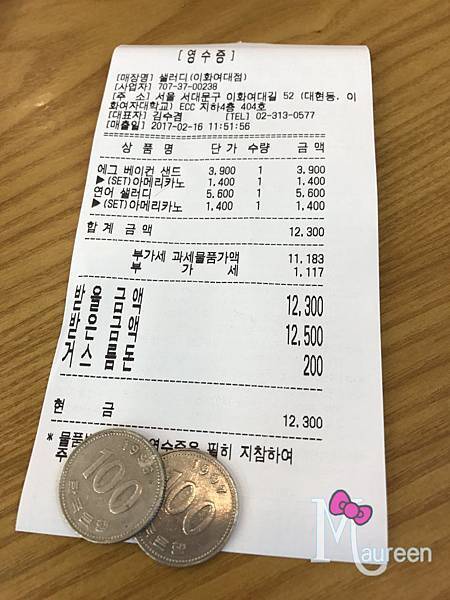 [영수증]
[매장명] 샐러디(이화여대점)
[사업자] 707-37-00238
[주 소] 서울 서대문구 이화여대길 52 (대현동, 이
화여자대학교) ECC 지하4층 404호
[대표자] 김수겸 [TEL] 02-313-0577
[매출일] 2017-02-16 11:51:56
상 품 명 단 가 수량 금 액
에그 베이컨 샌드 3,900 1 3,900
▶(SET)아메리카노 1,400 1 1,400
연어 샐러디 5,600 1 5,600
▶(SET)아메리카노 1,400 1 1,400
합 계 금 액 12,300
부가세 과세물품가액 11,183
부 가 세 1,117
받을금액 12,300
받은금액 12,500
거스름돈 200
현 금 12,300
* 물품 영수증은 필히 지참하여
주
100
100
한국은행
Maureen